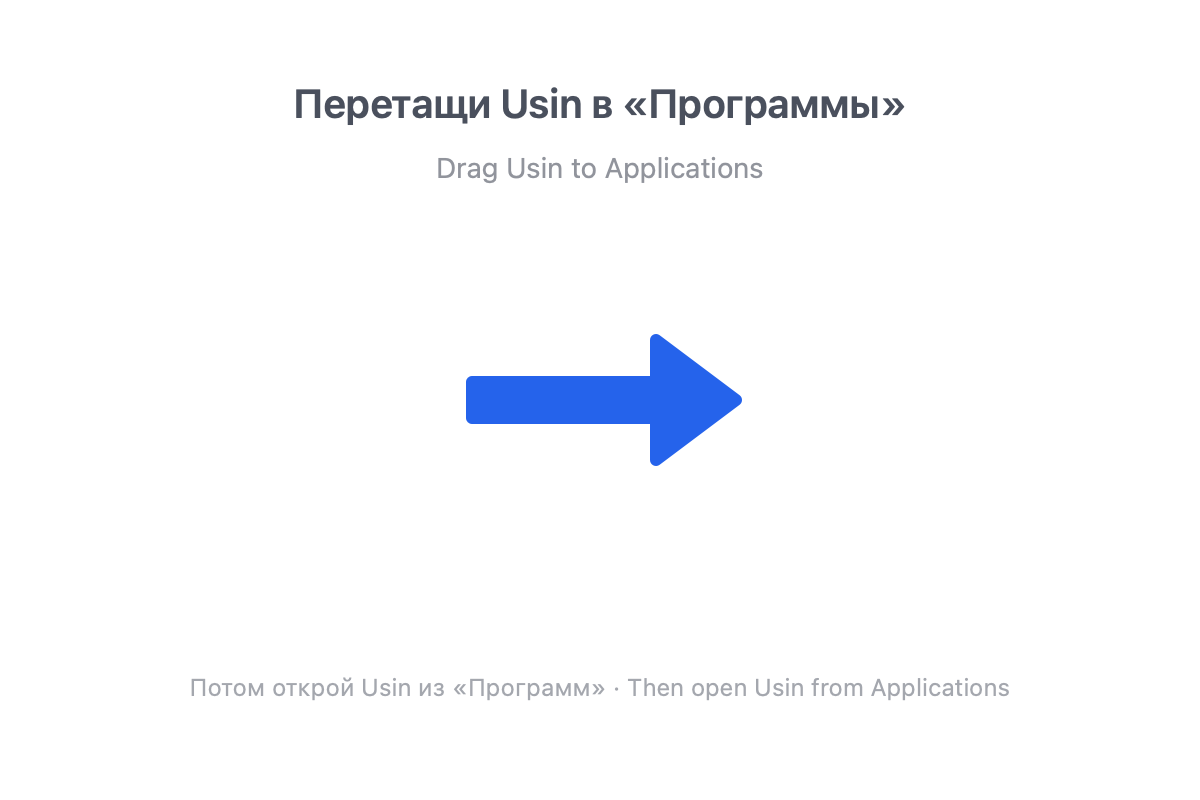 Перетащи Usin в «Программы»
Drag Usin to Applications
Потом открой Usin из «Программ» · Then open Usin from Applications